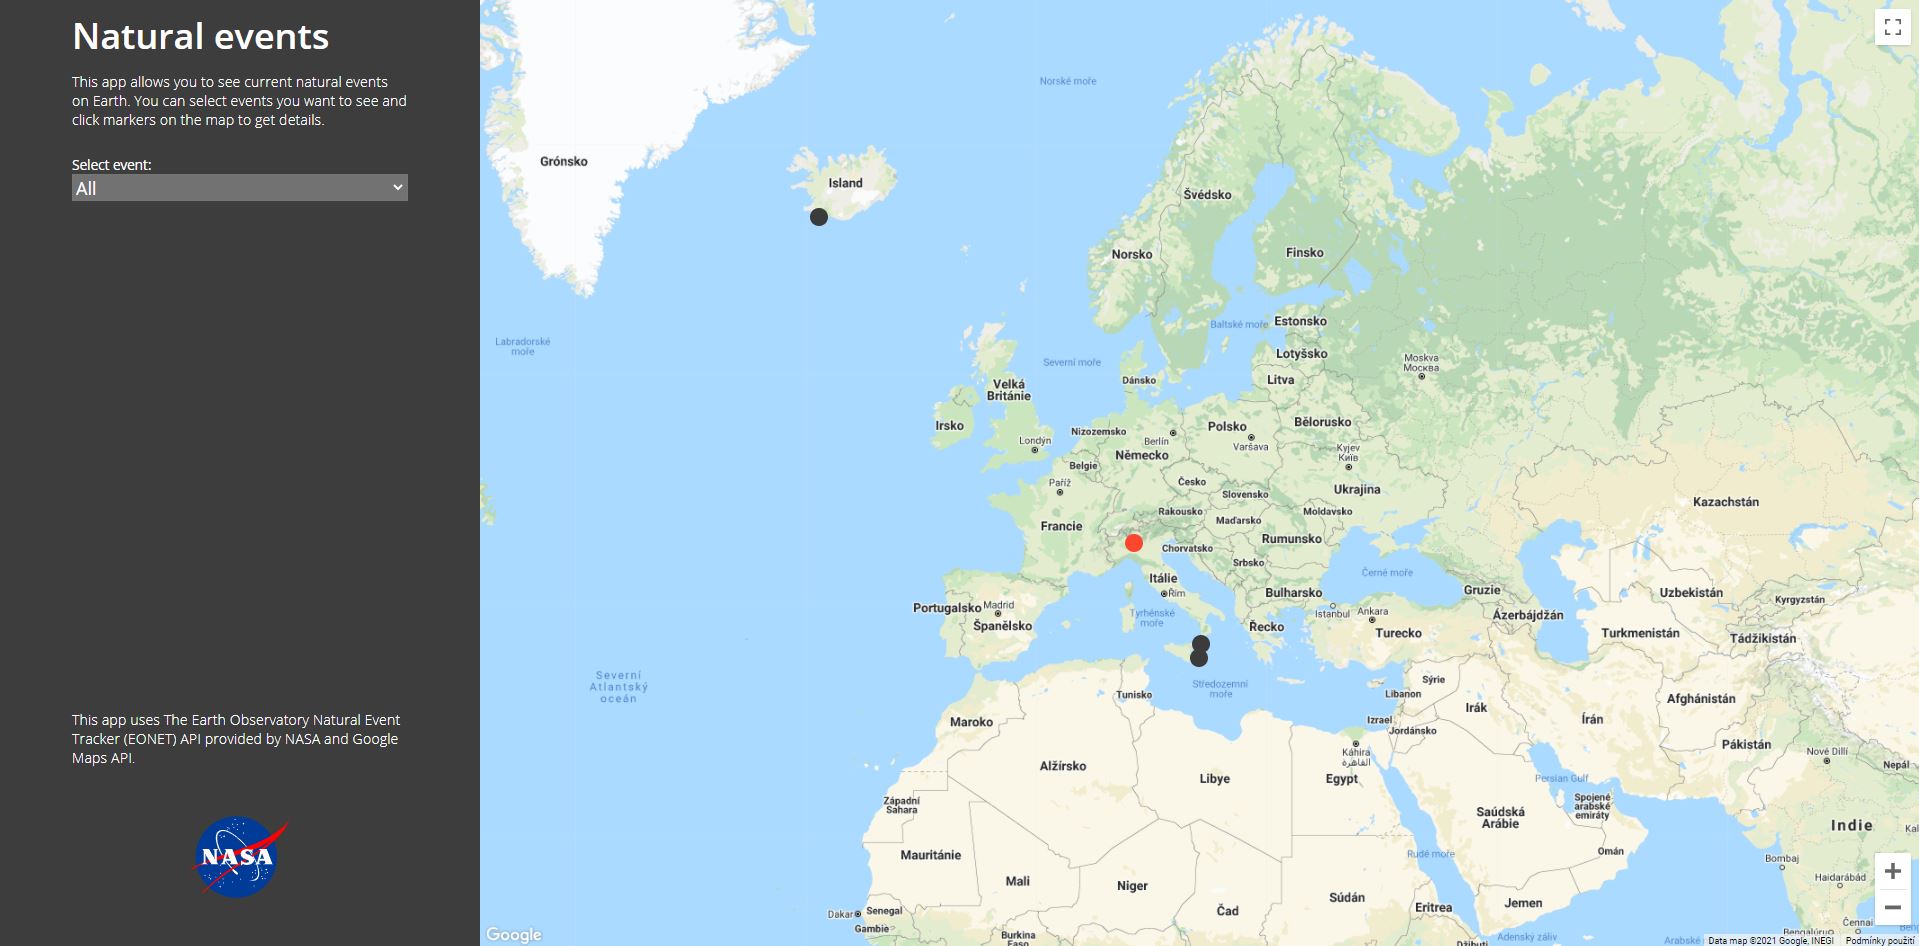 Natural events
This app allows you to see current natural events
on Earth. You can select events you want to see and
click markers on the map to get details.
Select event:
All
This app uses The Earth Observatory Natural Event
Tracker (EONET) API provided by NASA and Google
Maps API.
NASA
Norské moře
Grónsko
Island
Švédsko
Norsko
Finsko
Labradorské
moře
Baltské moře
Estonsko
Severní moře
Lotyšsko
Moskva
Москва
Dánsko
Litva
Velká
Británie
Irsko
Nizozemsko
Polsko
Bělorusko
Londýn
Berlín
Varšava
Německo
Kyjev
Київ
Belgie
Paříž
Česko
Slovensko
Ukrajina
Kazachstán
Rakousko
Maďarsko
Moldavsko
Francie
Rumunsko
Chorvatsko
Srbsko
Itálie
Řím
Černé moře
Bulharsko
Gruzie
Uzbekistán
Kyrgyzstán
Portugalsko
Madrid
Španělsko
Tyrhénské
moře
Řecko
Istanbul
Ankara
Turecko
Ázerbájdžán
Turkmenistán
Tádžikistán
Severní
Atlantský
oceán
Středozemní
moře
Tunisko
Sýrie
Libanon
Afghánistán
Maroko
Izrael
Jordánsko
Irák
Írán
Pákistán
Káhira
القاهرة
Nové Dillí
Nepál
Alžírsko
Libye
Egypt
Persian Gulf
Západní
Sahara
Spojené
arabské
emiráty
Saúdská
Arábie
Indie
Mauritánie
Rudé moře
Omán
Bombaj
Mali
Niger
Haidarábád
Čad
Súdán
Eritrea
Jemen
Dakar
Senegal
Gambie
Burkina
Faso
Džibuti
Adenský záliv
Arabské
Bengalúru
Čennai
Google
Data map ©2021 Google, INEGI
Podmínky použití